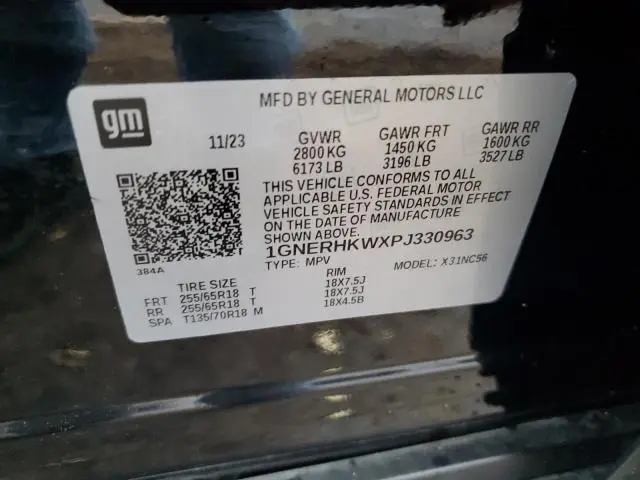 gm
MFD BY GENERAL MOTORS LLC
11/23 GVWR GAWR FRT GAWR RR
2800 KG 1450 KG 1600 KG
6173 LB 3196 LB 3527 LB
THIS VEHICLE CONFORMS TO ALL
APPLICABLE U.S. FEDERAL MOTOR
VEHICLE SAFETY STANDARDS IN EFFECT
ON THE DATE OF MANUFACTURE
SHOWN ABOVE.
1GNERHKWXPJ330963
384A
TYPE: MPV MODEL: X31NC56
TIRE SIZE RIM
FRT 255/65R18 T 18X7.5J
RR 255/65R18 T 18X7.5J
SPA T135/70R18 M 18X4.5B